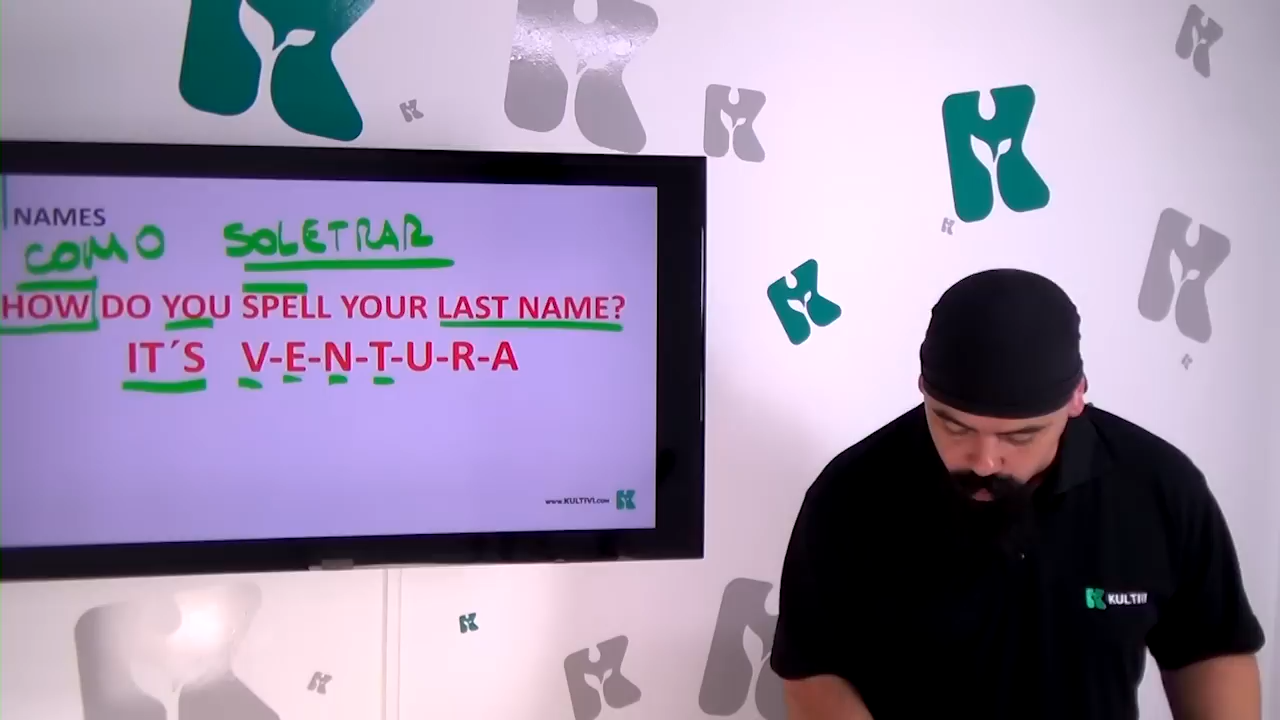 NAMES
COMO SOLETRAR
HOW DO YOU SPELL YOUR LAST NAME?
IT´S V-E-N-T-U-R-A
www.KULTIVI.COM
KULTIVI